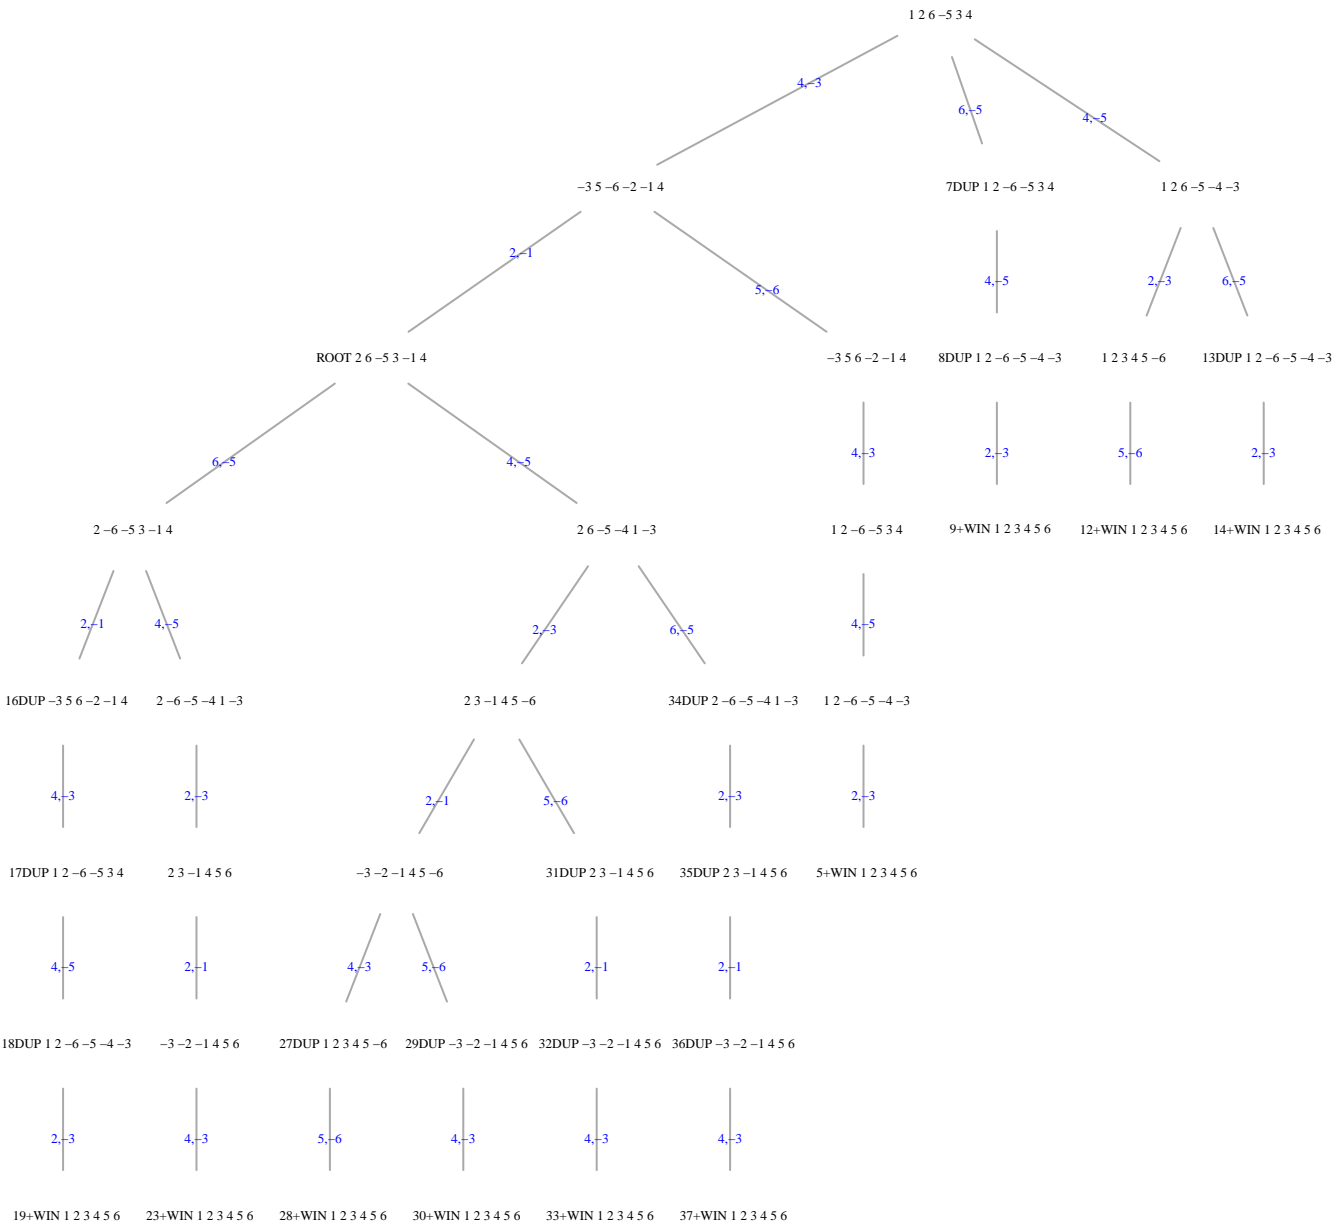 1 2 6 −5 3 4
4,−3
6,−5
4,−5
−3 5 −6 −2 −1 4
7DUP 1 2 −6 −5 3 4
1 2 6 −5 −4 −3
2,−1
5,−6
4,−5
2,−3
6,−5
ROOT 2 6 −5 3 −1 4
−3 5 6 −2 −1 4
8DUP 1 2 −6 −5 −4 −3
1 2 3 4 5 −6
13DUP 1 2 −6 −5 −4 −3
6,−5
4,−5
4,−3
2,−3
5,−6
2,−3
2 −6 −5 3 −1 4
2 6 −5 −4 1 −3
1 2 −6 −5 3 4
9+WIN 1 2 3 4 5 6
12+WIN 1 2 3 4 5 6
14+WIN 1 2 3 4 5 6
2,−1
4,−5
2,−3
6,−5
4,−5
16DUP −3 5 6 −2 −1 4
2 −6 −5 −4 1 −3
2 3 −1 4 5 −6
34DUP 2 −6 −5 −4 1 −3
1 2 −6 −5 −4 −3
4,−3
2,−3
2,−1
5,−6
2,−3
2,−3
17DUP 1 2 −6 −5 3 4
2 3 −1 4 5 6
−3 −2 −1 4 5 −6
31DUP 2 3 −1 4 5 6
35DUP 2 3 −1 4 5 6
5+WIN 1 2 3 4 5 6
4,−5
2,−1
4,−3
5,−6
2,−1
2,−1
18DUP 1 2 −6 −5 −4 −3
−3 −2 −1 4 5 6
27DUP 1 2 3 4 5 −6
29DUP −3 −2 −1 4 5 6
32DUP −3 −2 −1 4 5 6
36DUP −3 −2 −1 4 5 6
2,−3
4,−3
5,−6
4,−3
4,−3
4,−3
19+WIN 1 2 3 4 5 6
23+WIN 1 2 3 4 5 6
28+WIN 1 2 3 4 5 6
30+WIN 1 2 3 4 5 6
33+WIN 1 2 3 4 5 6
37+WIN 1 2 3 4 5 6